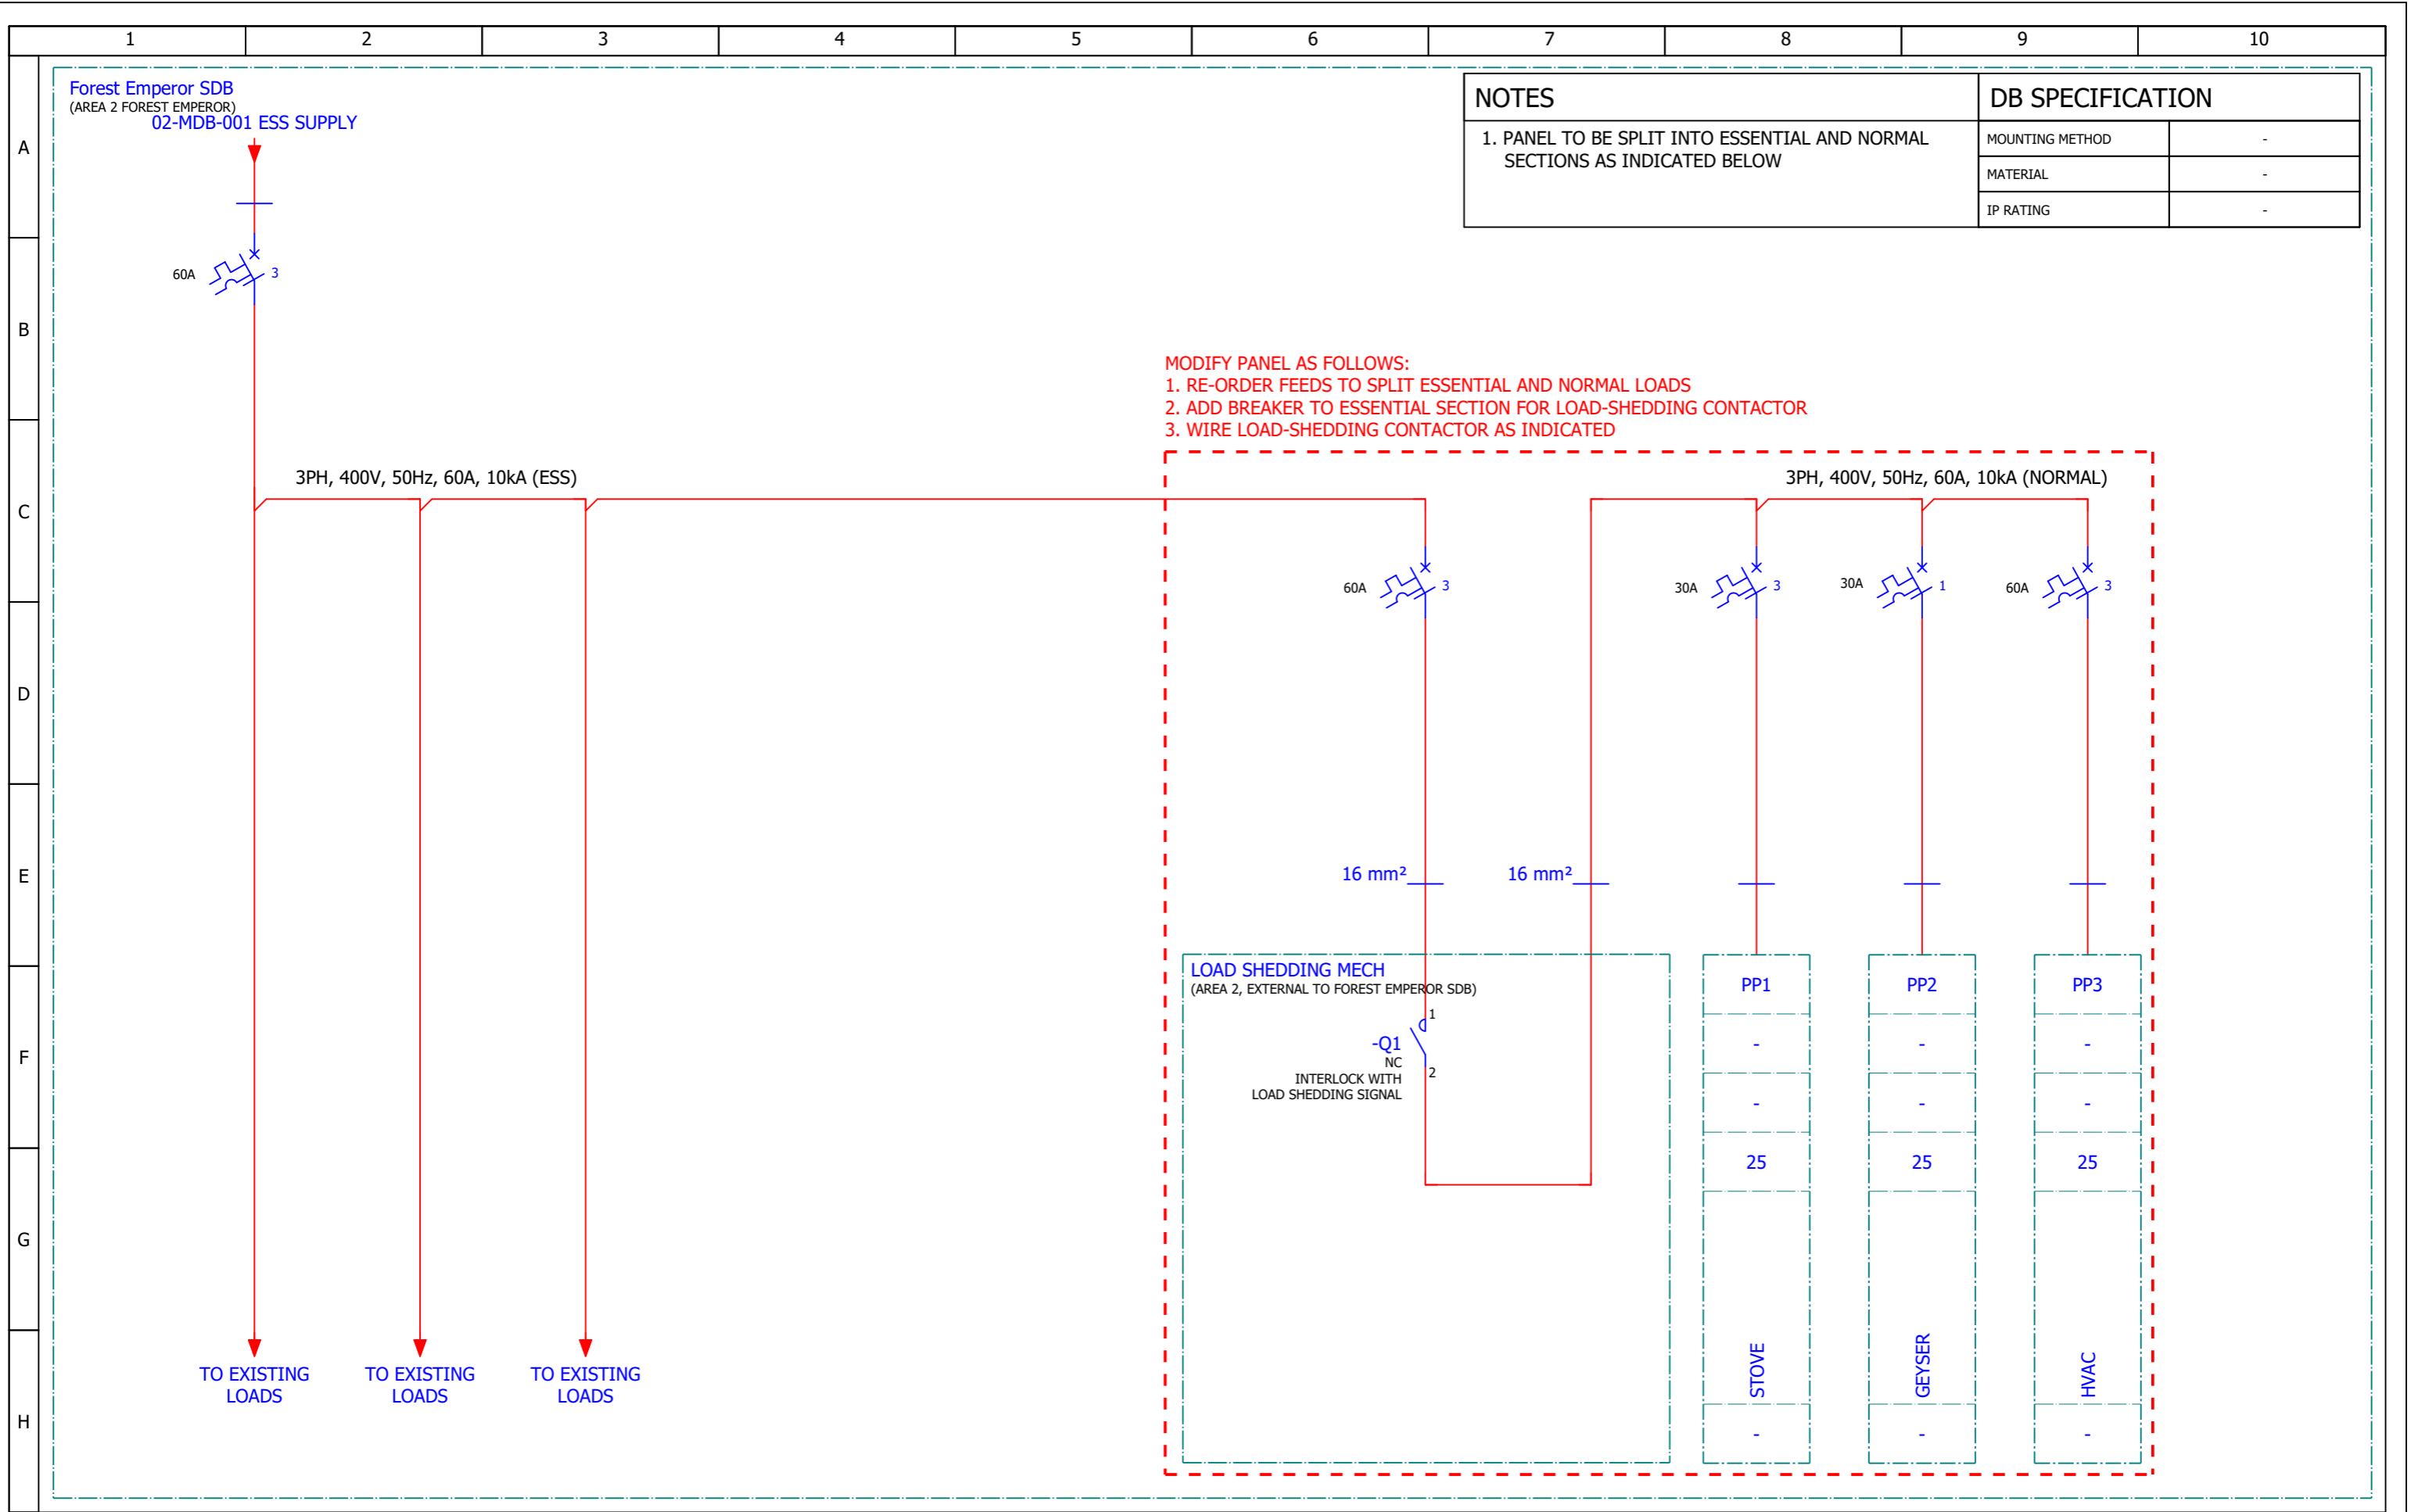 1 2 3 4 5 6 7 8 9 10
A
B
C
D
E
F
G
H
Forest Emperor SDB
(AREA 2 FOREST EMPEROR)
02-MDB-001 ESS SUPPLY
NOTES
1. PANEL TO BE SPLIT INTO ESSENTIAL AND NORMAL
SECTIONS AS INDICATED BELOW
DB SPECIFICATION
MOUNTING METHOD -
MATERIAL -
IP RATING -
60A 3
MODIFY PANEL AS FOLLOWS:
1. RE-ORDER FEEDS TO SPLIT ESSENTIAL AND NORMAL LOADS
2. ADD BREAKER TO ESSENTIAL SECTION FOR LOAD-SHEDDING CONTACTOR
3. WIRE LOAD-SHEDDING CONTACTOR AS INDICATED
3PH, 400V, 50Hz, 60A, 10kA (ESS)
3PH, 400V, 50Hz, 60A, 10kA (NORMAL)
60A 3
30A 3
30A 1
60A 3
16 mm²
16 mm²
LOAD SHEDDING MECH
(AREA 2, EXTERNAL TO FOREST EMPEROR SDB)
1
-Q1
NC
2
INTERLOCK WITH
LOAD SHEDDING SIGNAL
PP1
-
-
25
STOVE
-
PP2
-
-
25
GEYSER
-
PP3
-
-
25
HVAC
-
TO EXISTING
LOADS
TO EXISTING
LOADS
TO EXISTING
LOADS